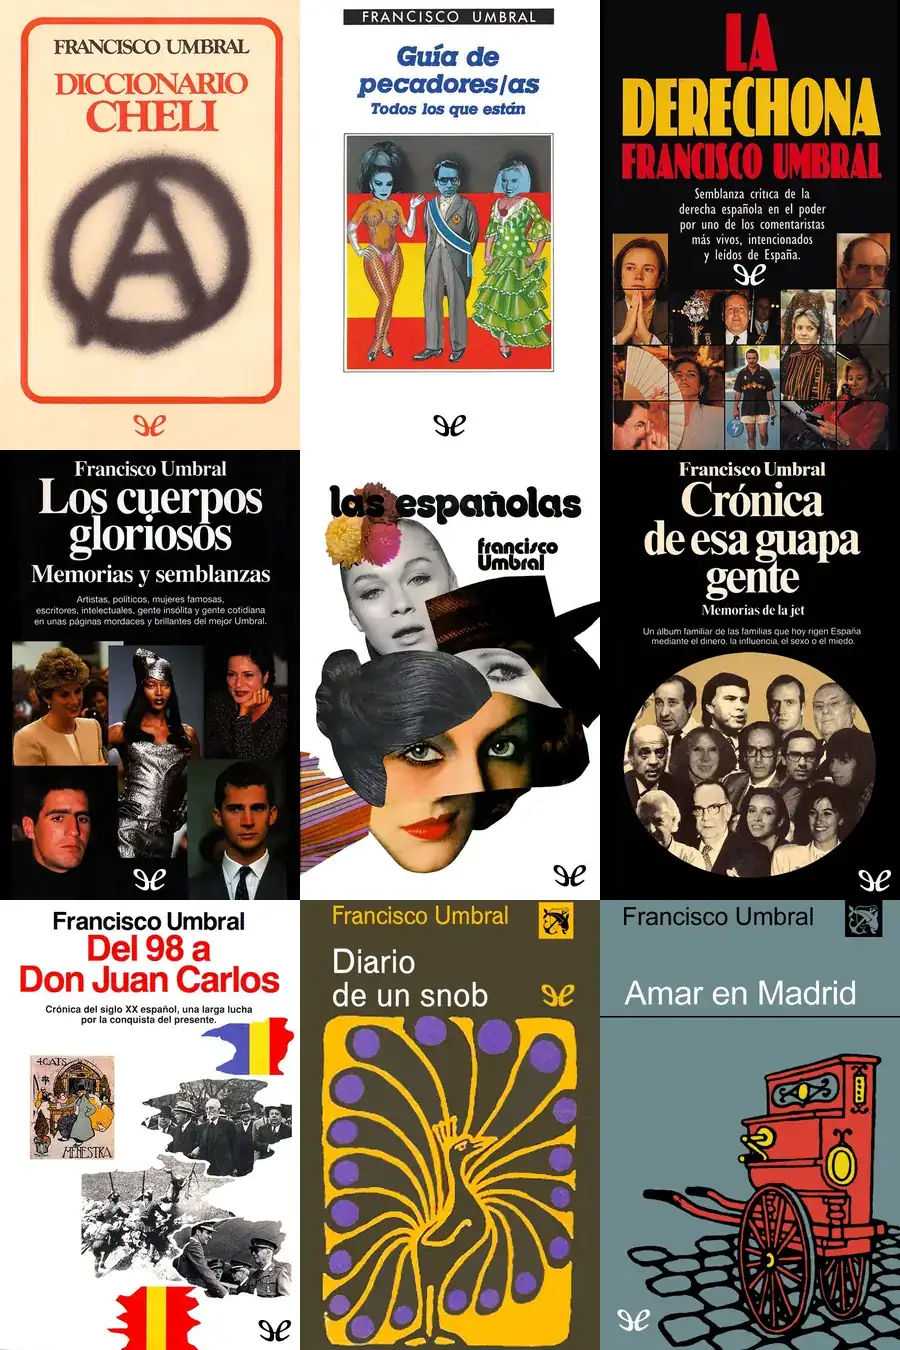 FRANCISCO UMBRAL
DICCIONARIO
CHELI
FRANCISCO UMBRAL
Guía de
pecadores/as
Todos los que están
LA
DERECHONA
FRANCISCO UMBRAL
Semblanza crítica de la
derecha española en el poder
por uno de los comentaristas
más vivos, intencionados
y leídos de España.
Francisco Umbral
Los cuerpos
gloriosos
Memorias y semblanzas
Artistas, políticos, mujeres famosas,
escritores, intelectuales, gente insólita y gente cotidiana
en unas páginas mordaces y brillantes del mejor Umbral.
las españolas
francisco
Umbral
Francisco Umbral
Crónica
de esa guapa
gente
Memorias de la jet
Un álbum familiar de las familias que hoy rigen España
mediante el dinero, la influencia, el sexo o el miedo.
Francisco Umbral
Del 98 a
Don Juan Carlos
Crónica del siglo XX español, una larga lucha
por la conquista del presente.
4 CATS
Francisco Umbral
Diario
de un snob
Francisco Umbral
Amar en Madrid